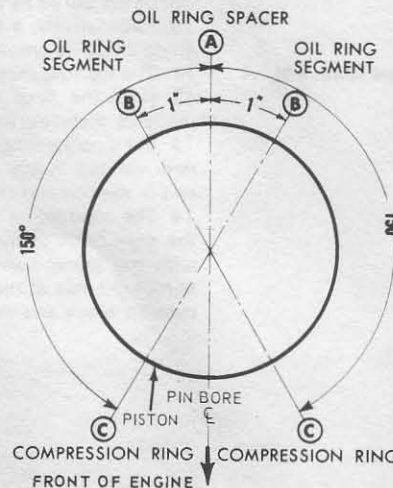 OIL RING SPACER
A
OIL RING
SEGMENT
OIL RING
SEGMENT
B
1"
1"
B
150°
PIN BORE
℄
PISTON
C
C
COMPRESSION RING
COMPRESSION RING
FRONT OF ENGINE